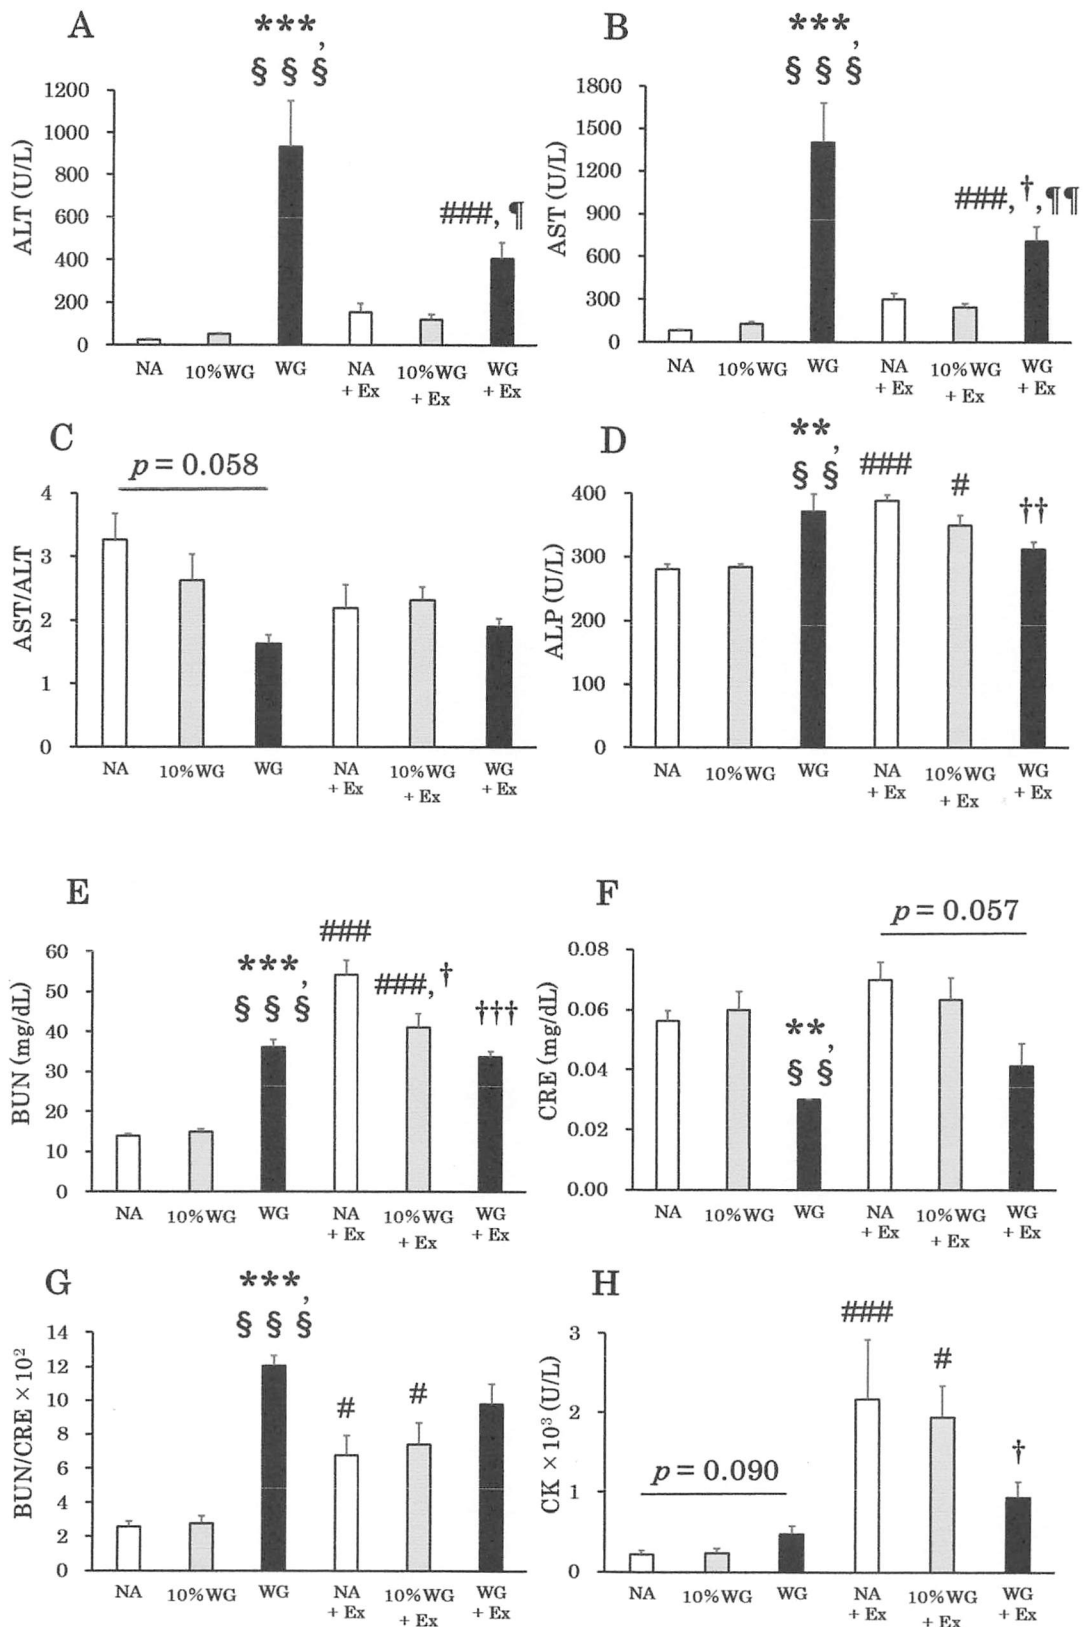 A
***,
§ § §
ALT (U/L)
1200
1000
800
600
400
200
0
###, ¶
NA
10%WG
WG
NA
+ Ex
10%WG
+ Ex
WG
+ Ex
B
***,
§ § §
AST (U/L)
1800
1500
1200
900
600
300
0
###, †, ¶¶
NA
10%WG
WG
NA
+ Ex
10%WG
+ Ex
WG
+ Ex
C
p = 0.058
AST/ALT
4
3
2
1
0
NA
10%WG
WG
NA
+ Ex
10%WG
+ Ex
WG
+ Ex
D
**,
§ §
###
#
††
ALP (U/L)
400
300
200
100
0
NA
10%WG
WG
NA
+ Ex
10%WG
+ Ex
WG
+ Ex
E
###
***,
§ § §
###, †
†††
BUN (mg/dL)
60
50
40
30
20
10
0
NA
10%WG
WG
NA
+ Ex
10%WG
+ Ex
WG
+ Ex
F
p = 0.057
**,
§ §
CRE (mg/dL)
0.08
0.06
0.04
0.02
0.00
NA
10%WG
WG
NA
+ Ex
10%WG
+ Ex
WG
+ Ex
G
***,
§ § §
#
#
BUN/CRE ×10²
14
12
10
8
6
4
2
0
NA
10%WG
WG
NA
+ Ex
10%WG
+ Ex
WG
+ Ex
H
###
#
†
p = 0.090
CK ×10³ (U/L)
3
2
1
0
NA
10%WG
WG
NA
+ Ex
10%WG
+ Ex
WG
+ Ex